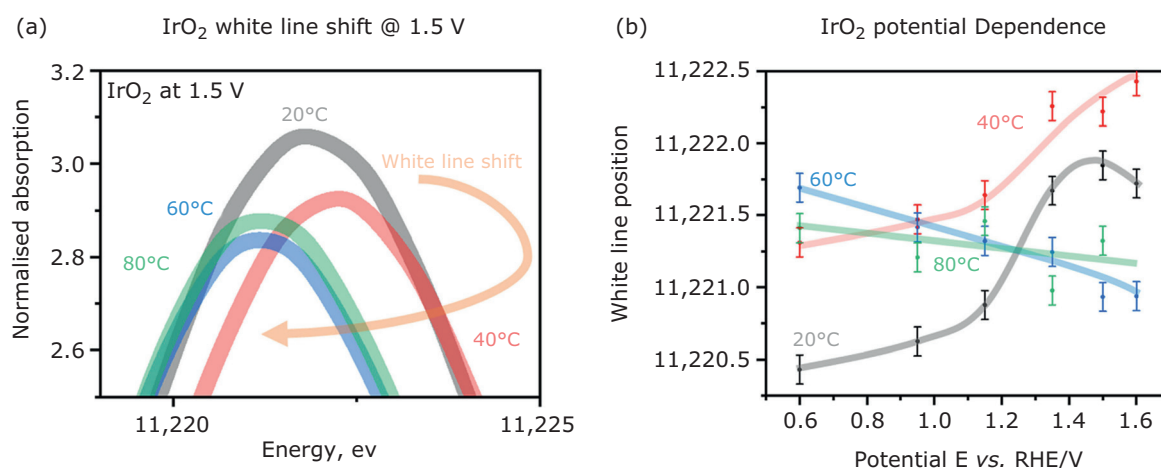 (a) IrO₂ white line shift @ 1.5 V
3.2
3.0
2.8
2.6
Normalised absorption
IrO₂ at 1.5 V
20°C
White line shift
60°C
80°C
40°C
11,220
11,225
Energy, ev
(b) IrO₂ potential Dependence
11,222.5
11,222.0
11,221.5
11,221.0
11,220.5
White line position
40°C
60°C
80°C
20°C
0.6 0.8 1.0 1.2 1.4 1.6
Potential E vs. RHE/V